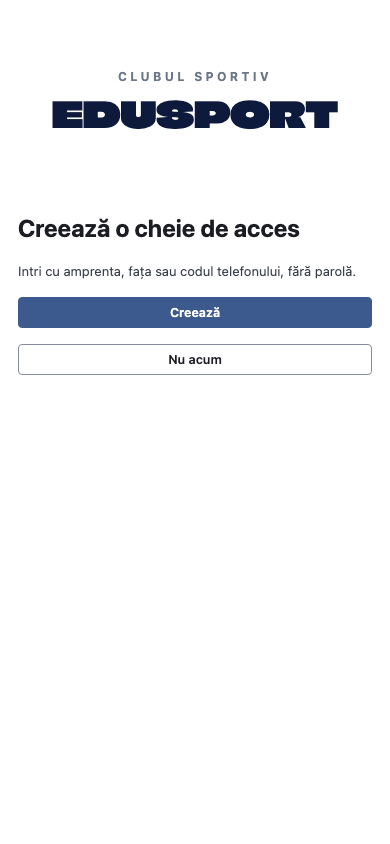 CLUBUL SPORTIV
EDUSPORT
Creează o cheie de acces
Intri cu amprenta, fața sau codul telefonului, fără parolă.
Creează
Nu acum